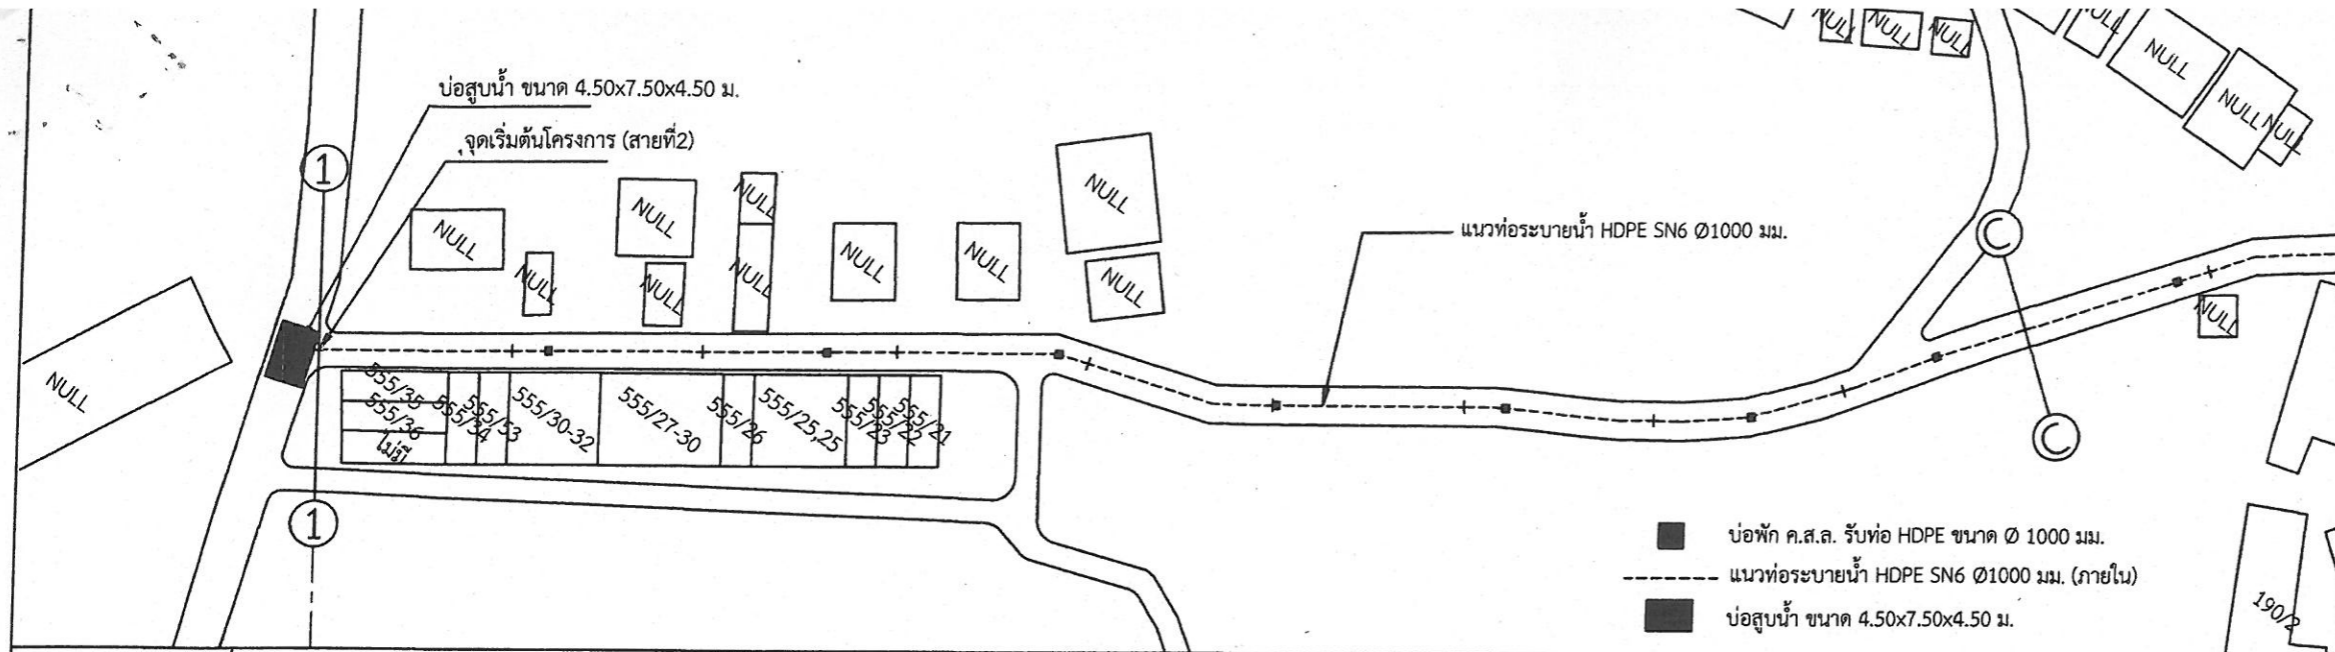 NULL
NULL
NULL
NULL
NULL
NULL
NULL
NULL
บ่อสูบน้ำ ขนาด 4.50x7.50x4.50 ม.
จุดเริ่มต้นโครงการ (สายที่2)
1
NULL
NULL
NULL
NULL
NULL
NULL
NULL
NULL
NULL
NULL
NULL
แนวท่อระบายน้ำ HDPE SN6 Ø1000 มม.
C
NULL
NULL
555/35
555/36
ไม่มี
555/34
555/53
555/30-32
555/27-30
555/26
555/25,25
555/23
555/22
555/21
C
1
บ่อพัก ค.ส.ล. รับท่อ HDPE ขนาด Ø 1000 มม.
แนวท่อระบายน้ำ HDPE SN6 Ø1000 มม. (ภายใน)
บ่อสูบน้ำ ขนาด 4.50x7.50x4.50 ม.
190/2